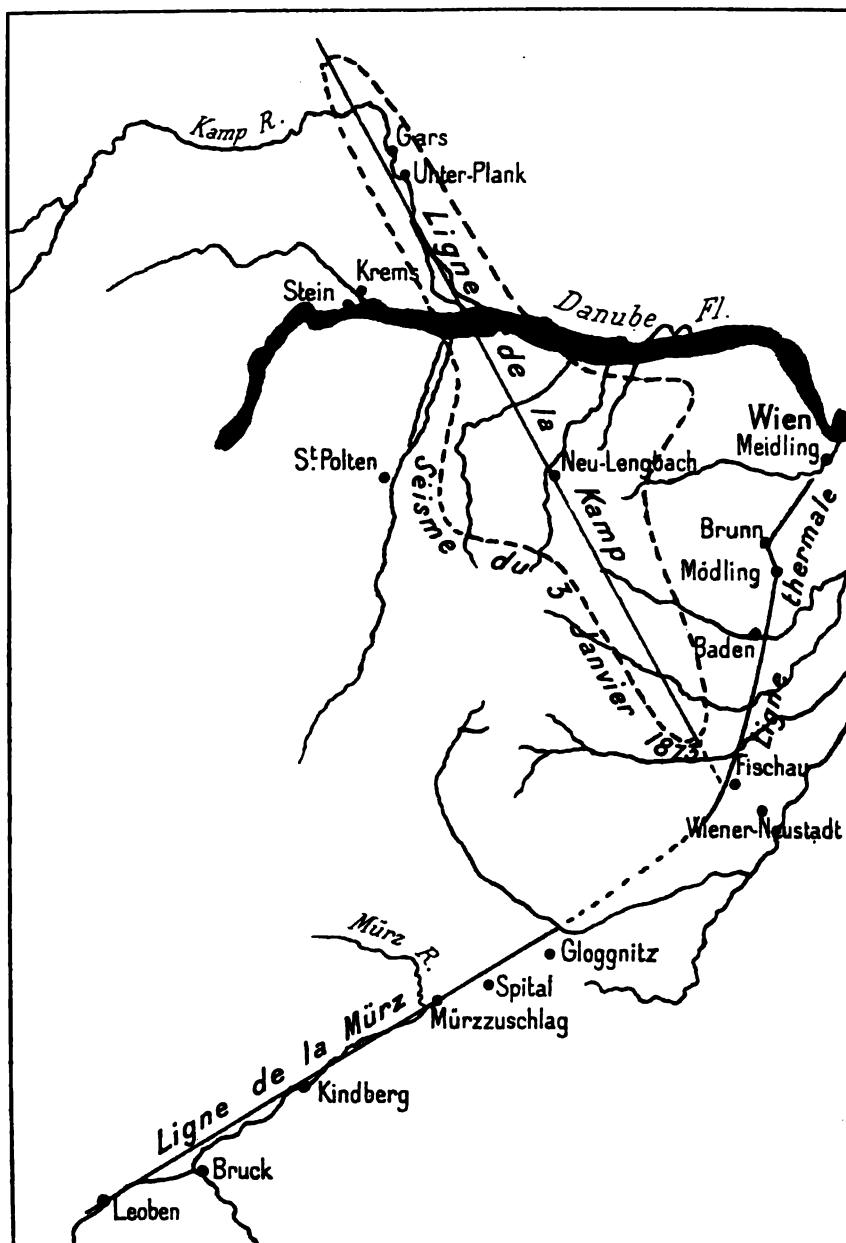 Kamp R.
Gars
Unter-Plank
Ligne de la Kamp
Krems
Stein
Danube Fl.
Wien
Meidling
St. Polten
Neu-Lengbach
Seisme du 3 Janvier 1873
Brunn
Mödling
Ligne thermale
Baden
Fischau
Wiener-Neustadt
Mürz R.
Gloggnitz
Spital
Mürzzuschlag
Ligne de la Mürz
Kindberg
Bruck
Leoben